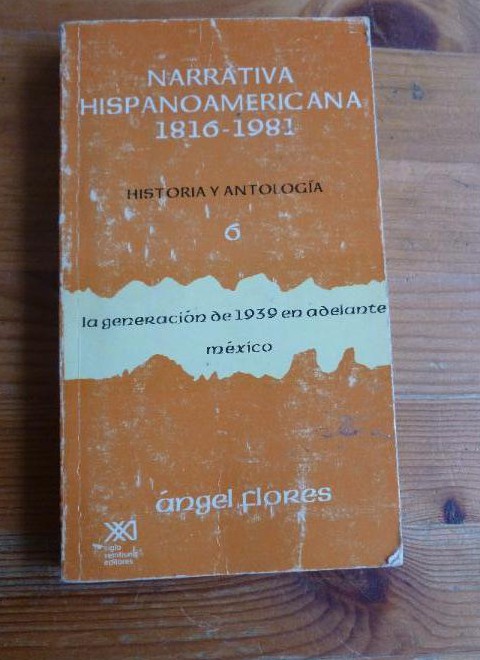 NARRATIVA
HISPANOAMERICANA
1816-1981
HISTORIA Y ANTOLOGÍA
6
la generación de 1939 en adelante
méxico
ángel flores
siglo
veintiuno
editores